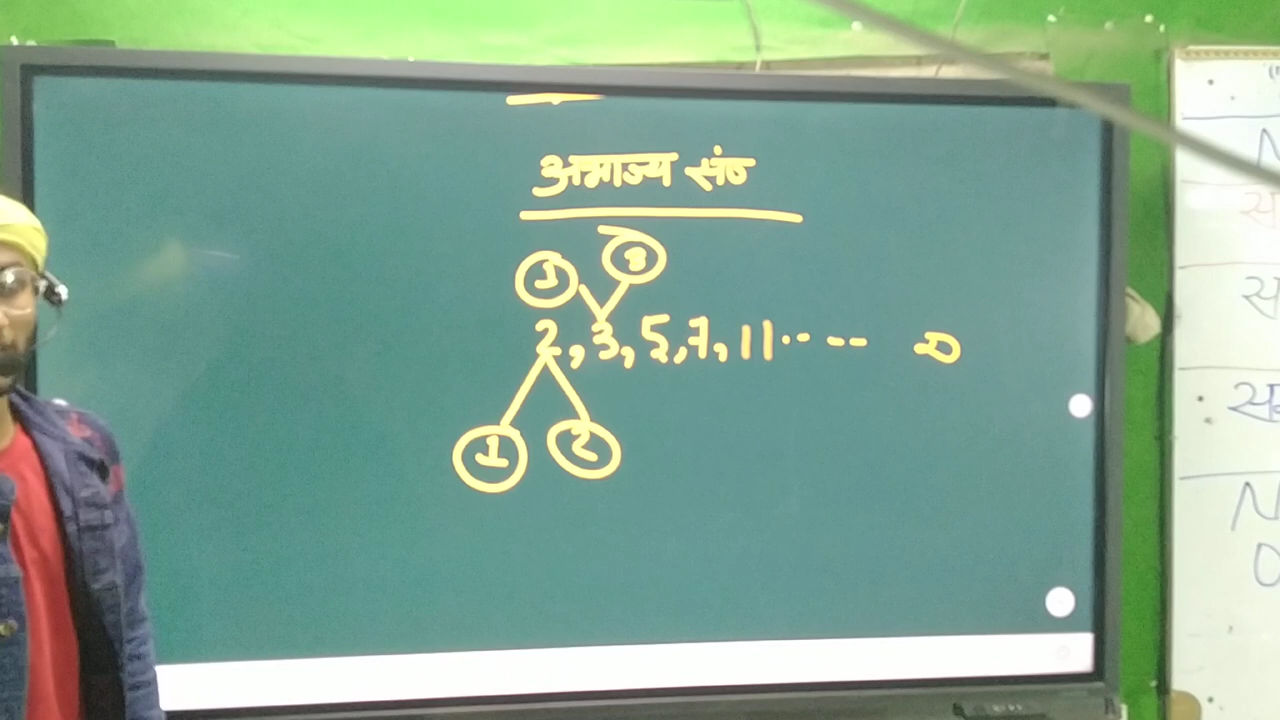 अभाज्य संख
1 3
2, 3, 5, 7, 11 ..-- -- ∞
1 2